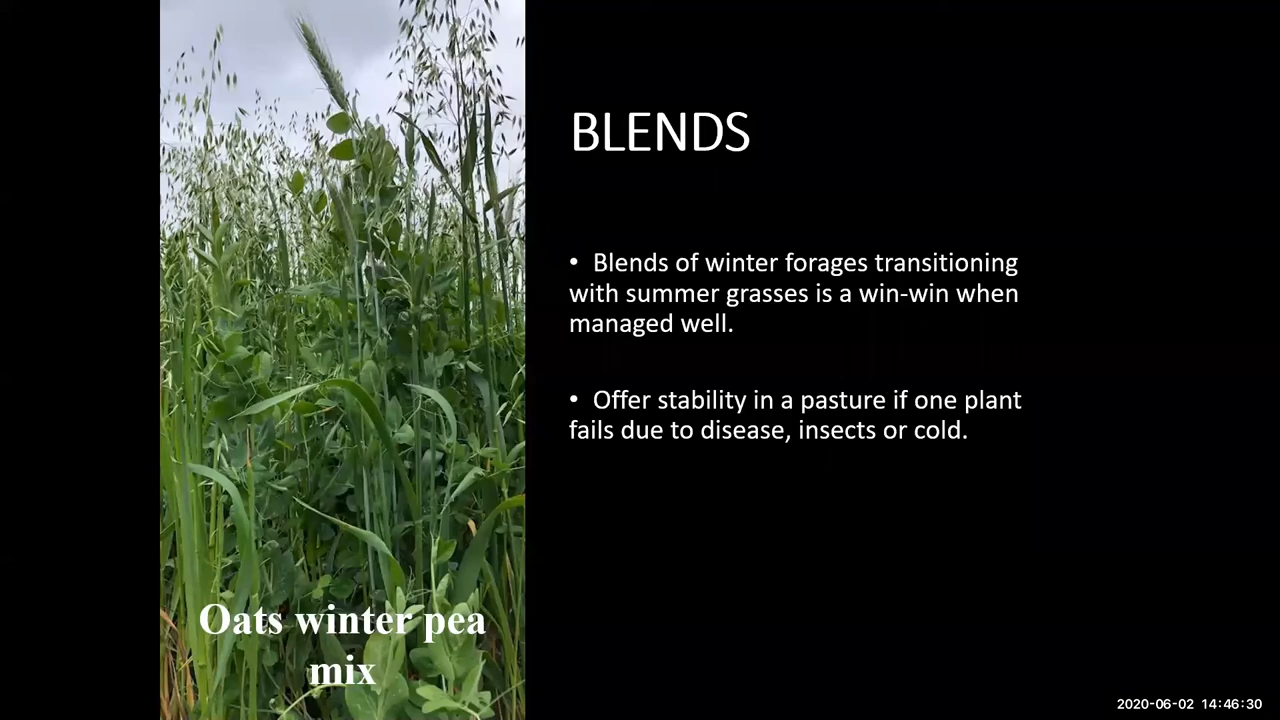 BLENDS
• Blends of winter forages transitioning
with summer grasses is a win-win when
managed well.
• Offer stability in a pasture if one plant
fails due to disease, insects or cold.
Oats winter pea
mix
2020-06-02 14:46:30